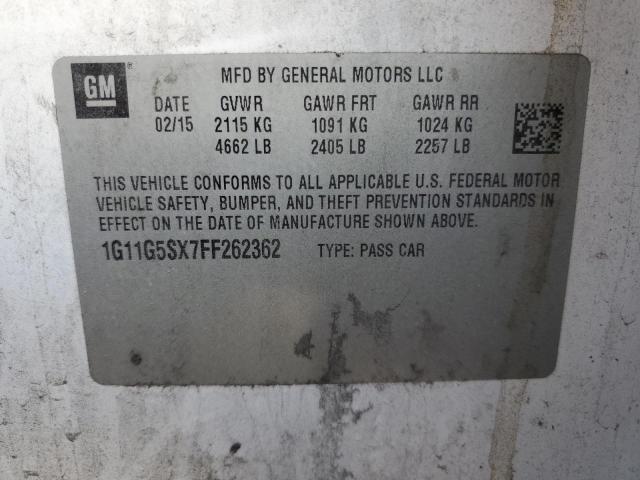 GM ®
MFD BY GENERAL MOTORS LLC
DATE GVWR GAWR FRT GAWR RR
02/15 2115 KG 1091 KG 1024 KG
4662 LB 2405 LB 2257 LB
THIS VEHICLE CONFORMS TO ALL APPLICABLE U.S. FEDERAL MOTOR
VEHICLE SAFETY, BUMPER, AND THEFT PREVENTION STANDARDS IN
EFFECT ON THE DATE OF MANUFACTURE SHOWN ABOVE.
1G11G5SX7FF262362 TYPE: PASS CAR